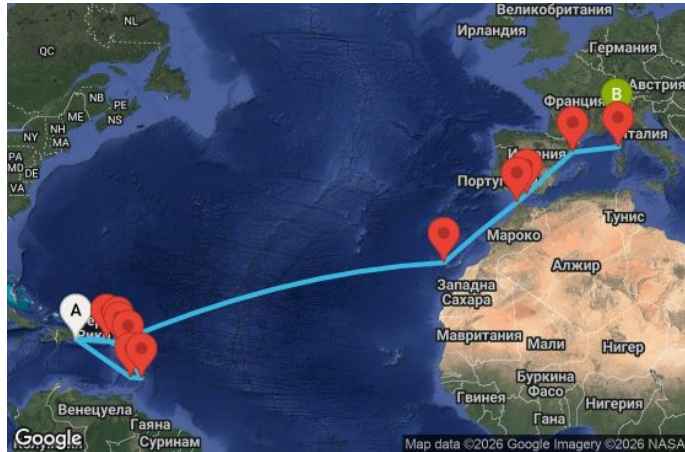 Великобритания
Ирландия
NL
QC
Германия
B
Австрия
NB
PE
Франция
ME
NS
NH
NY
MA
PA
MD
DE
VA
Мароко
Тунис
Алжир
Западна
Сахара
A
Мавритания
Мали
Нигер
Венецуела
Буркина
Фасо
Гвинея
Нигерия
Гаяна
Гана
Суринам
Google
Map data ©2026 Google Imagery ©2026 NASA